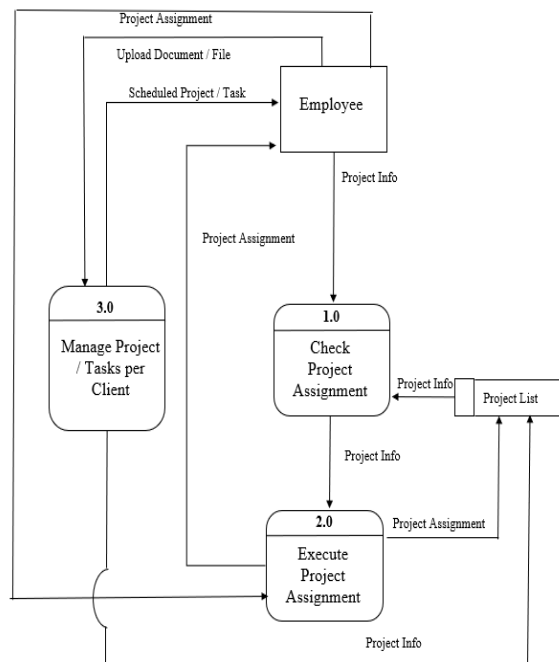 Project Assignment
Upload Document / File
Scheduled Project / Task
Employee
Project Info
Project Assignment
3.0
Manage Project
/ Tasks per
Client
1.0
Check
Project
Assignment
Project Info
Project List
Project Info
2.0
Execute
Project
Assignment
Project Assignment
Project Info